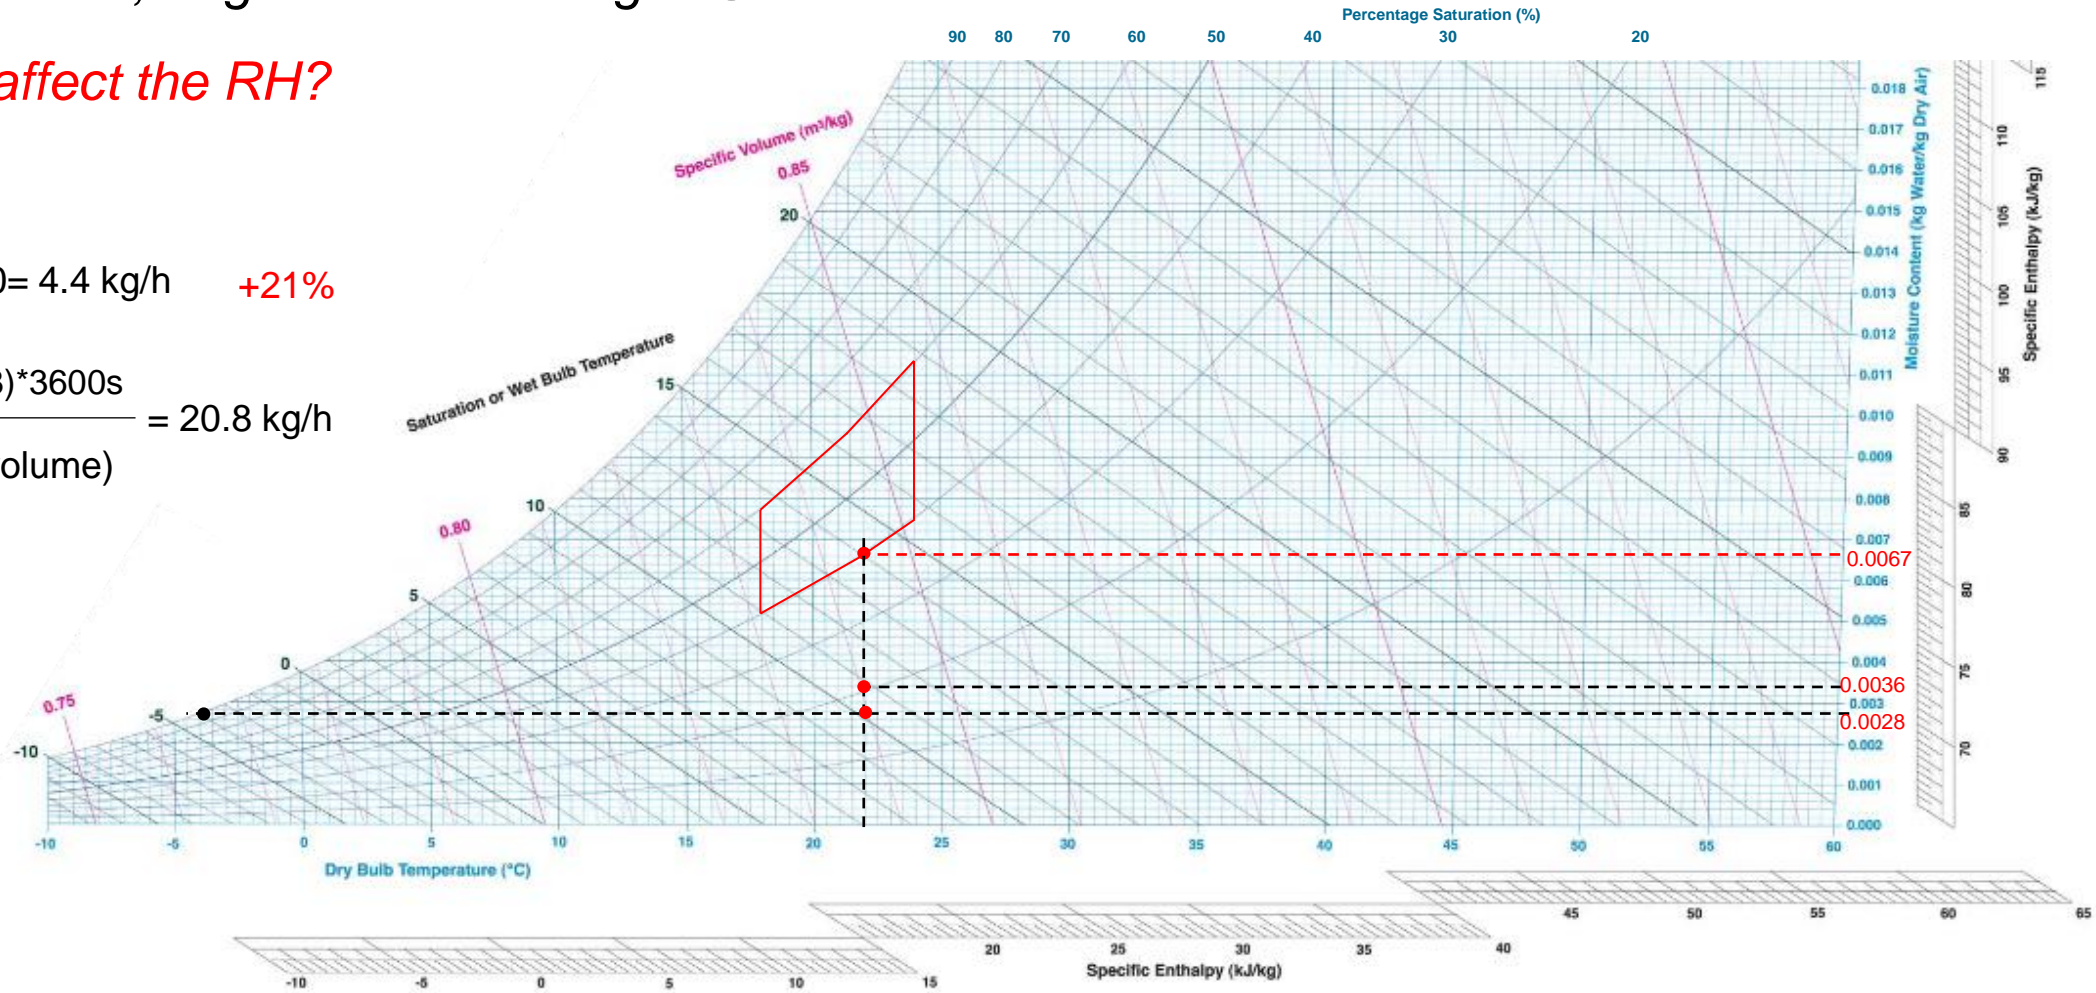 affect the RH?
0= 4.4 kg/h +21%
3)*3600s
= 20.8 kg/h
olume)
Percentage Saturation (%)
90 80 70 60 50 40 30 20
Specific Volume (m³/kg)
0.85
0.80
0.75
Saturation or Wet Bulb Temperature
20
15
10
5
0
-5
-10
0.018
0.017
0.016
0.015
0.014
0.013
0.012
0.011
0.010
0.009
0.008
0.007
0.0067
0.006
0.005
0.004
0.0036
0.003
0.0028
0.002
0.001
0.000
Moisture Content (kg Water/kg Dry Air)
115
110
105
100
95
90
85
80
75
70
Specific Enthalpy (kJ/kg)
-10 -5 0 5 10 15 20 25 30 35 40 45 50 55 60
Dry Bulb Temperature (°C)
45 50 55 60 65
20 25 30 35 40
Specific Enthalpy (kJ/kg)
-10 -5 0 5 10 15